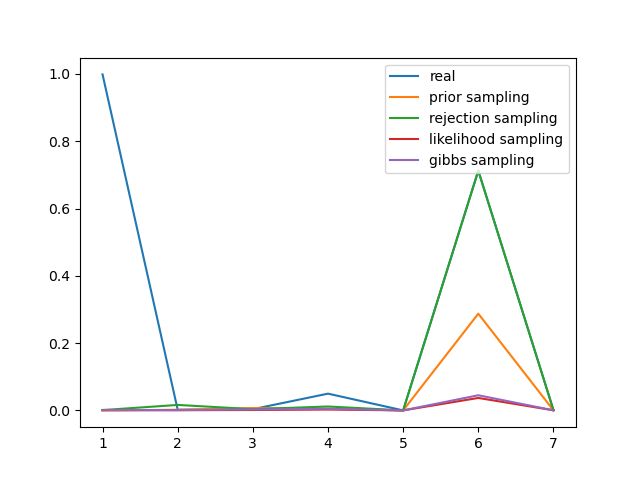 real
prior sampling
rejection sampling
likelihood sampling
gibbs sampling
1.0
0.8
0.6
0.4
0.2
0.0
1 2 3 4 5 6 7